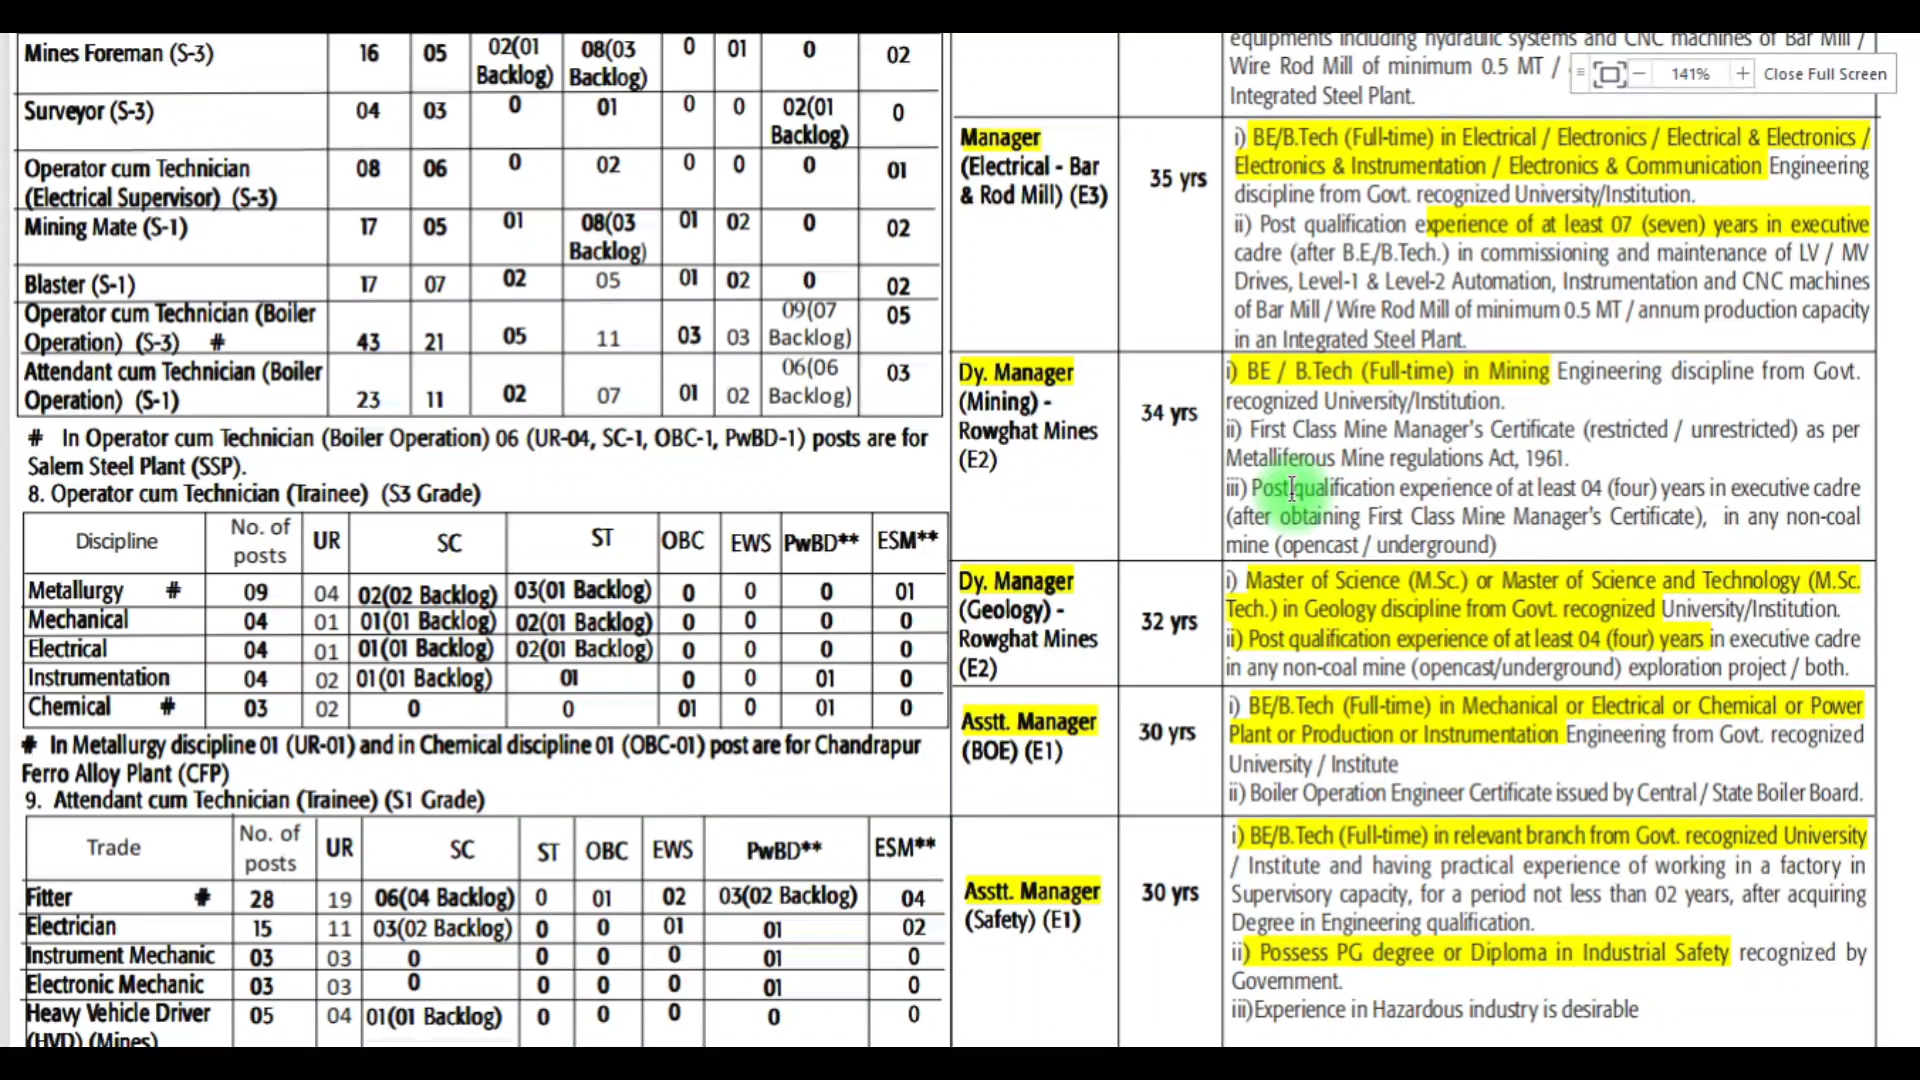 Mines Foreman (S-3) 16 05 02(01 Backlog) 08(03 Backlog) 0 01 0 02
Surveyor (S-3) 04 03 0 01 0 0 02(01 Backlog) 0
Operator cum Technician (Electrical Supervisor) (S-3) 08 06 0 02 0 0 0 01
Mining Mate (S-1) 17 05 01 08(03 Backlog) 01 02 0 02
Blaster (S-1) 17 07 02 05 01 02 0 02
Operator cum Technician (Boiler Operation) (S-3) # 43 21 05 11 03 03 09(07 Backlog) 05
Attendant cum Technician (Boiler Operation) (S-1) 23 11 02 07 01 02 06(06 Backlog) 03
# In Operator cum Technician (Boiler Operation) 06 (UR-04, SC-1, OBC-1, PwBD-1) posts are for
Salem Steel Plant (SSP).
8. Operator cum Technician (Trainee) (S3 Grade)
Discipline No. of posts UR SC ST OBC EWS PwBD** ESM**
Metallurgy # 09 04 02(02 Backlog) 03(01 Backlog) 0 0 0 01
Mechanical 04 01 01(01 Backlog) 02(01 Backlog) 0 0 0 0
Electrical 04 01 01(01 Backlog) 02(01 Backlog) 0 0 0 0
Instrumentation 04 02 01(01 Backlog) 01 0 0 01 0
Chemical # 03 02 0 0 01 0 01 0
# In Metallurgy discipline 01 (UR-01) and in Chemical discipline 01 (OBC-01) post are for Chandrapur
Ferro Alloy Plant (CFP)
9. Attendant cum Technician (Trainee) (S1 Grade)
Trade No. of posts UR SC ST OBC EWS PwBD** ESM**
Fitter # 28 19 06(04 Backlog) 0 01 02 03(02 Backlog) 04
Electrician 15 11 03(02 Backlog) 0 0 01 01 02
Instrument Mechanic 03 03 0 0 0 0 01 0
Electronic Mechanic 03 03 0 0 0 0 01 0
Heavy Vehicle Driver (HVD) (Mines) 05 04 01(01 Backlog) 0 0 0 0 0
equipments including hydraulic systems and CNC machines of Bar Mill /
Wire Rod Mill of minimum 0.5 MT /
Integrated Steel Plant.
141% Close Full Screen
Manager
(Electrical - Bar
& Rod Mill) (E3)
35 yrs
i) BE/B.Tech (Full-time) in Electrical / Electronics / Electrical & Electronics /
Electronics & Instrumentation / Electronics & Communication Engineering
discipline from Govt. recognized University/Institution.
ii) Post qualification experience of at least 07 (seven) years in executive
cadre (after B.E./B.Tech.) in commissioning and maintenance of LV / MV
Drives, Level-1 & Level-2 Automation, Instrumentation and CNC machines
of Bar Mill / Wire Rod Mill of minimum 0.5 MT / annum production capacity
in an Integrated Steel Plant.
Dy. Manager
(Mining) -
Rowghat Mines
(E2)
34 yrs
i) BE / B.Tech (Full-time) in Mining Engineering discipline from Govt.
recognized University/Institution.
ii) First Class Mine Manager's Certificate (restricted / unrestricted) as per
Metalliferous Mine regulations Act, 1961.
iii) Post qualification experience of at least 04 (four) years in executive cadre
(after obtaining First Class Mine Manager's Certificate), in any non-coal
mine (opencast / underground)
Dy. Manager
(Geology) -
Rowghat Mines
(E2)
32 yrs
i) Master of Science (M.Sc.) or Master of Science and Technology (M.Sc.
Tech.) in Geology discipline from Govt. recognized University/Institution.
ii) Post qualification experience of at least 04 (four) years in executive cadre
in any non-coal mine (opencast/underground) exploration project / both.
Asstt. Manager
(BOE) (E1)
30 yrs
i) BE/B.Tech (Full-time) in Mechanical or Electrical or Chemical or Power
Plant or Production or Instrumentation Engineering from Govt. recognized
University / Institute
ii) Boiler Operation Engineer Certificate issued by Central / State Boiler Board.
Asstt. Manager
(Safety) (E1)
30 yrs
i) BE/B.Tech (Full-time) in relevant branch from Govt. recognized University
/ Institute and having practical experience of working in a factory in
Supervisory capacity, for a period not less than 02 years, after acquiring
Degree in Engineering qualification.
ii) Possess PG degree or Diploma in Industrial Safety recognized by
Government.
iii)Experience in Hazardous industry is desirable